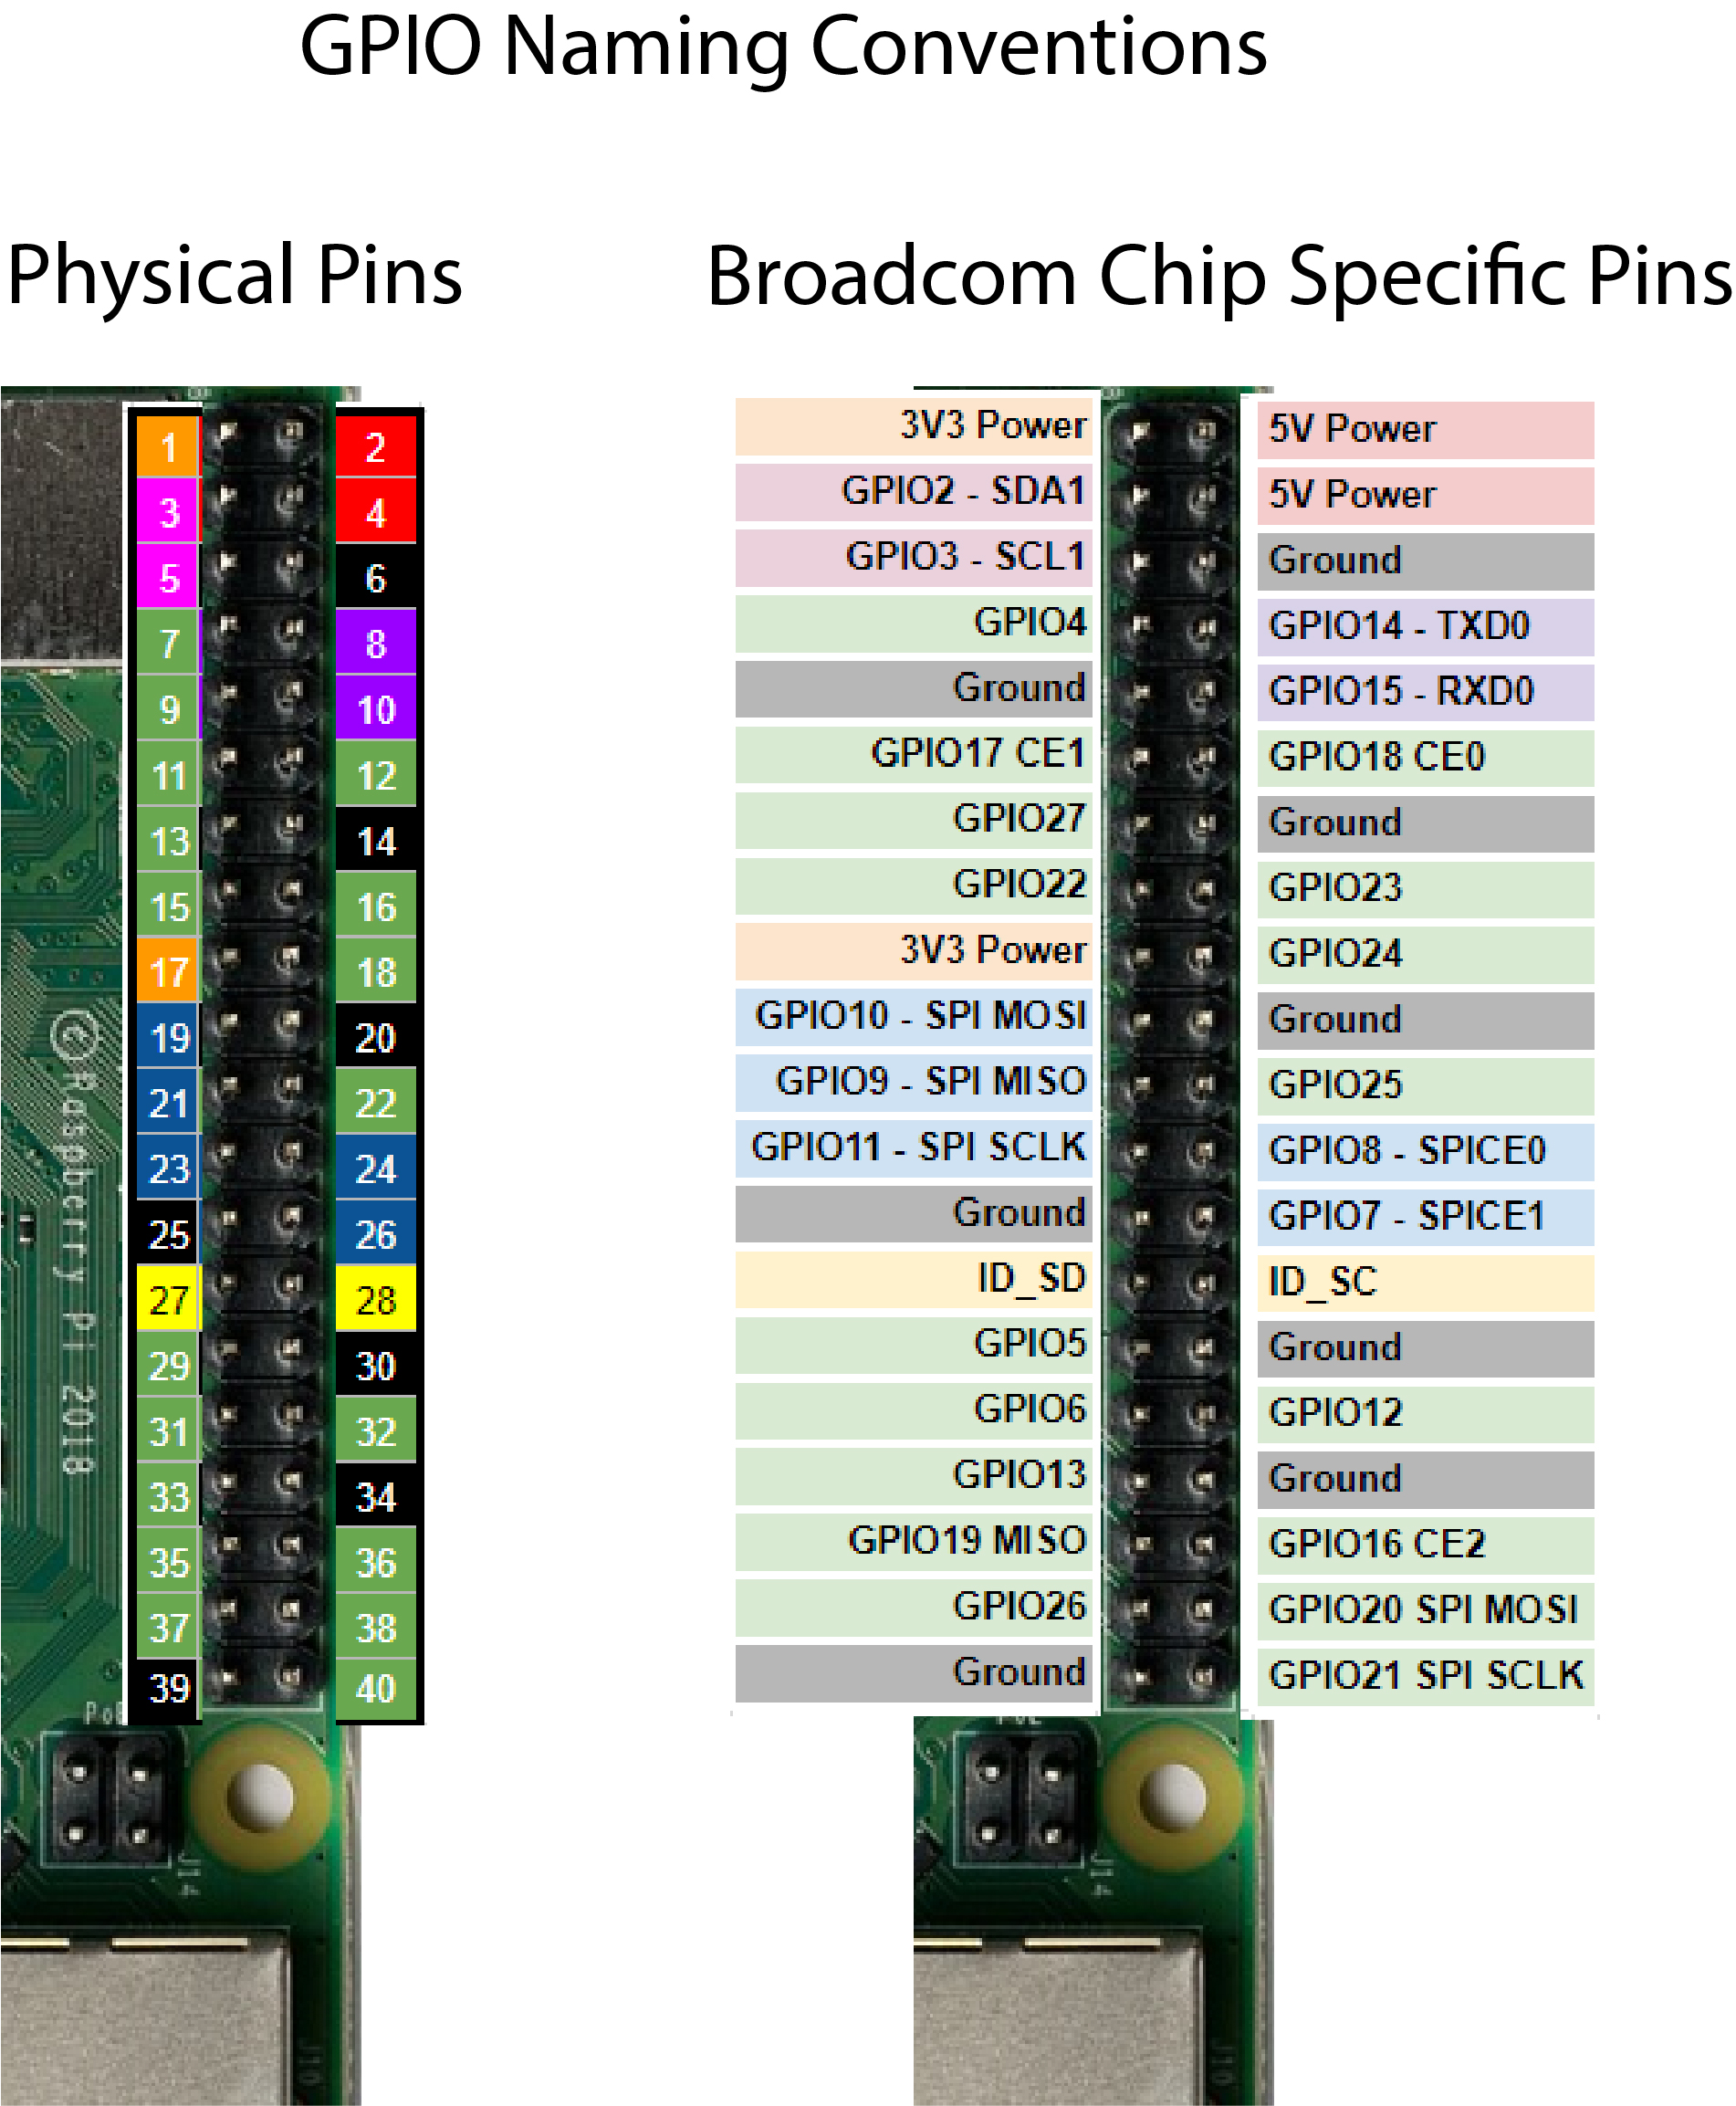 GPIO Naming Conventions
Physical Pins
Broadcom Chip Specific Pins
1 2
3 4
5 6
7 8
9 10
11 12
13 14
15 16
17 18
19 20
21 22
23 24
25 26
27 28
29 30
31 32
33 34
35 36
37 38
39 40
© Raspberry Pi 2018
PoE
J14
J10
3V3 Power 5V Power
GPIO2 - SDA1 5V Power
GPIO3 - SCL1 Ground
GPIO4 GPIO14 - TXD0
Ground GPIO15 - RXD0
GPIO17 CE1 GPIO18 CE0
GPIO27 Ground
GPIO22 GPIO23
3V3 Power GPIO24
GPIO10 - SPI MOSI Ground
GPIO9 - SPI MISO GPIO25
GPIO11 - SPI SCLK GPIO8 - SPICE0
Ground GPIO7 - SPICE1
ID_SD ID_SC
GPIO5 Ground
GPIO6 GPIO12
GPIO13 Ground
GPIO19 MISO GPIO16 CE2
GPIO26 GPIO20 SPI MOSI
Ground GPIO21 SPI SCLK
J14
J10